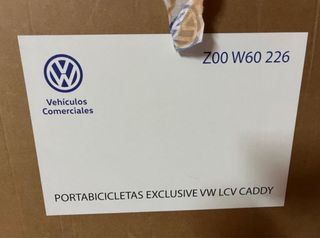 Z00 W60 226
Vehículos
Comerciales
PORTABICICLETAS EXCLUSIVE VW LCV CADDY